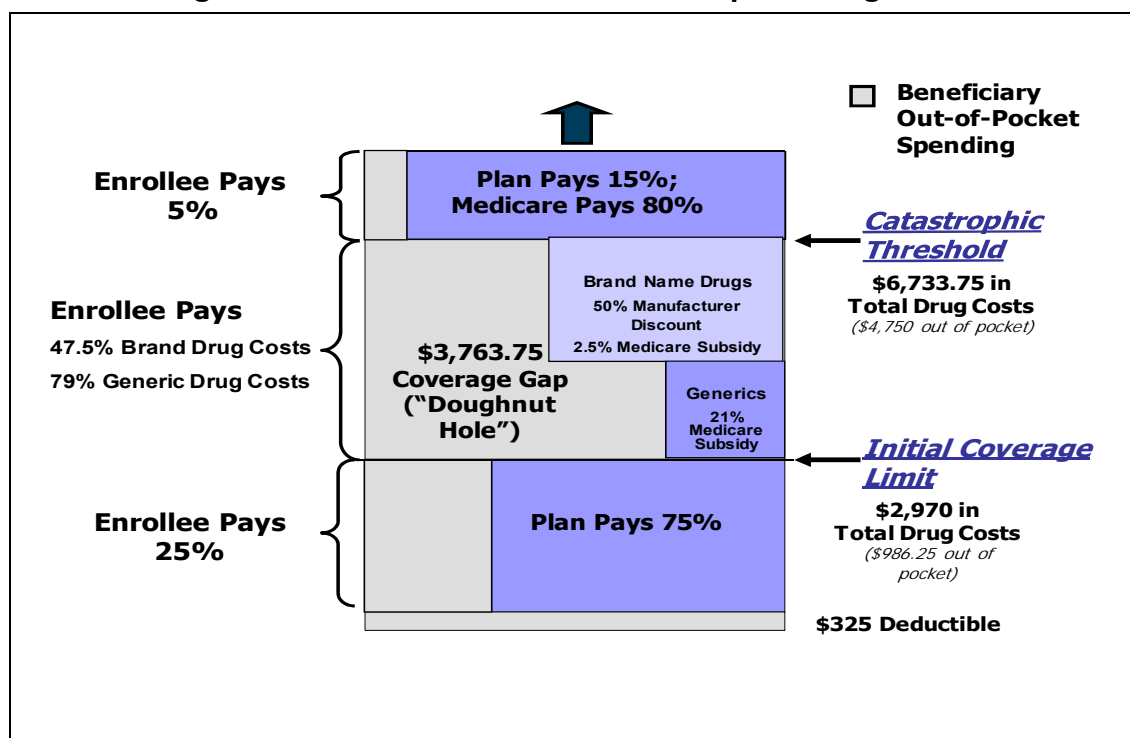 Beneficiary
Out-of-Pocket
Spending
Enrollee Pays
5%
Plan Pays 15%;
Medicare Pays 80%
Catastrophic
Threshold
$6,733.75 in
Total Drug Costs
($4,750 out of pocket)
Enrollee Pays
47.5% Brand Drug Costs
79% Generic Drug Costs
$3,763.75
Coverage Gap
("Doughnut
Hole")
Brand Name Drugs
50% Manufacturer
Discount
2.5% Medicare Subsidy
Generics
21%
Medicare
Subsidy
Initial Coverage
Limit
$2,970 in
Total Drug Costs
($986.25 out of
pocket)
Enrollee Pays
25%
Plan Pays 75%
$325 Deductible